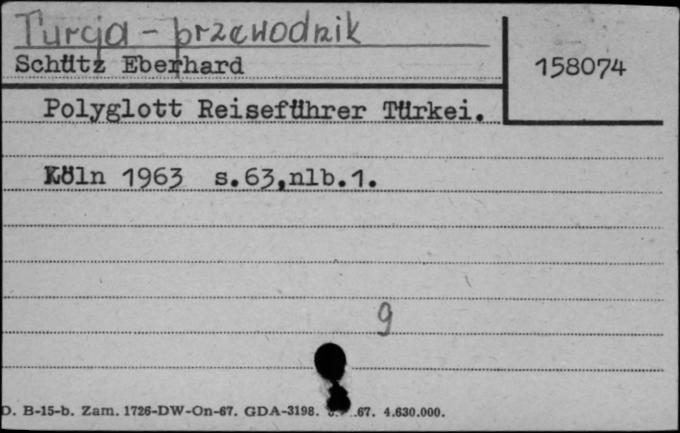 Turcja - przewodnik
Schütz Eberhard
158074
Polyglott Reiseführer Türkei.
Köln 1963 s.63,nlb.1.
9
D. B-15-b. Zam. 1726-DW-On-67. GDA-3198. .67. 4.630.000.